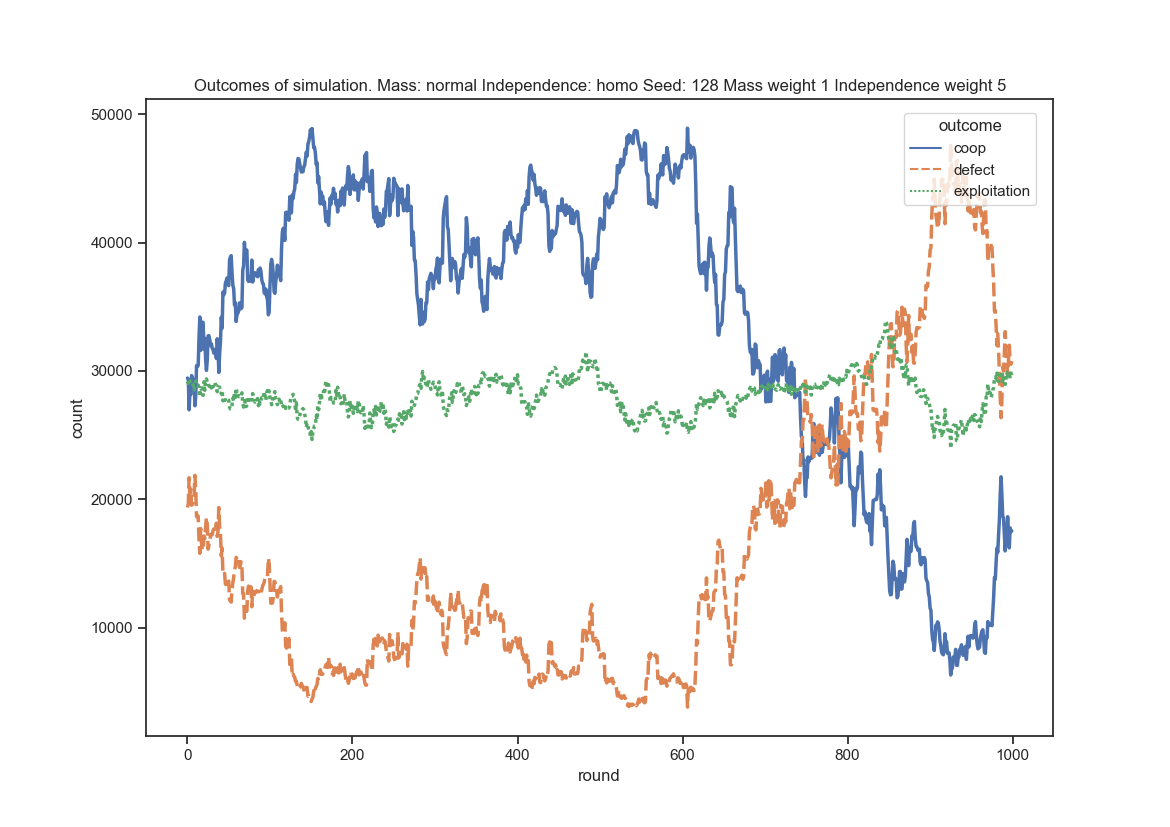 Outcomes of simulation. Mass: normal Independence: homo Seed: 128 Mass weight 1 Independence weight 5
outcome
coop
defect
exploitation
count
50000
40000
30000
20000
10000
0
200
400
600
800
1000
round